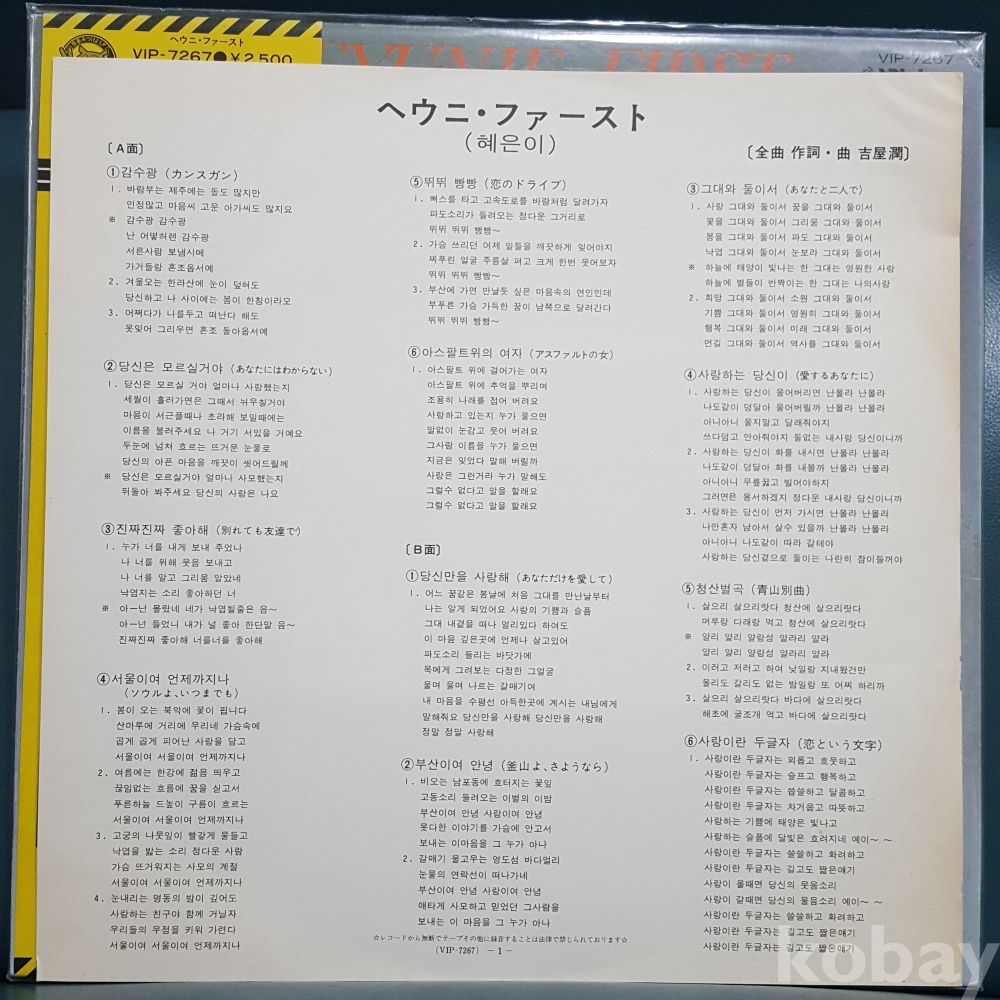 ヘウニ・ファースト
VIP-7267●¥2,500
VIP-7267
ヘウニ・ファースト
(혜은이)
〔全曲 作詞・曲 吉屋潤〕
〔A面〕
①감수광 (カンスガン)
1. 바람부는 제주에는 돌도 많지만
인정많고 마음씨 고운 아가씨도 많지요
※ 감수광 감수광
난 어떻허렌 감수광
서른사람 보냄시메
가거들랑 혼조옵서예
2. 겨울오는 한라산에 눈이 덮혀도
당신하고 나 사이에는 봄이 한창이라오
3. 어쩌다가 나를두고 떠난다 해도
못잊어 그리우면 혼조 돌아옵서예
②당신은 모르실거야 (あなたにはわからない)
1. 당신은 모르실 거야 얼마나 사랑했는지
세월이 흘러가면은 그때서 뉘우칠거야
마음이 서근플때나 초라해 보일때에는
이름을 불러주세요 나 거기 서있을 거예요
두눈에 넘쳐 흐르는 뜨거운 눈물로
당신의 아픈 마음을 깨끗이 씻어드릴께
※ 당신은 모르실거야 얼마나 사모했는지
뒤돌아 봐주세요 당신의 사랑은 나요
③진짜진짜 좋아해 (別れても友達で)
1. 누가 너를 내게 보내 주었나
나 너를 위해 웃음 보내고
나 너를 알고 그리움 알았네
낙엽지는 소리 좋아하던 너
※ 아―난 몰랐네 네가 낙엽될줄은 음～
아―넌 들었니 내가 널 좋아 한단말 음～
진짜진짜 좋아해 너를너를 좋아해
④서울이여 언제까지나
(ソウルよ、いつまでも)
1. 봄이 오는 북악에 꽃이 핍니다
산마루에 거리에 우리네 가슴속에
곱게 곱게 피어난 사랑을 담고
서울이여 서울이여 언제까지나
2. 여름에는 한강에 젊음 띄우고
끊임없는 흐름에 꿈을 싣고서
푸른하늘 드높이 구름이 흐르는
서울이여 서울이여 언제까지나
3. 고궁의 나뭇잎이 빨갛게 물들고
낙엽을 밟는 소리 정다운 사람
가슴 뜨거워지는 사모의 계절
서울이여 서울이여 언제까지나
4. 눈내리는 명동의 밤이 깊어도
사랑하는 친구야 함께 거닐자
우리들의 우정을 키워 가련다
서울이여 서울이여 언제까지나
⑤뛰뛰 빵빵 (恋のドライブ)
1. 뻐스를 타고 고속도로를 바람처럼 달려가자
파도소리가 들려오는 정다운 그거리로
뛰뛰 뛰뛰 빵빵～
2. 가슴 쓰리던 어제 일들을 깨끗하게 잊어야지
찌푸린 얼굴 주름살 펴고 크게 한번 웃어보자
뛰뛰 뛰뛰 빵빵～
3. 부산에 가면 만날듯 싶은 마음속의 연인인데
부푸른 가슴 가득한 꿈이 남쪽으로 달려간다
뛰뛰 뛰뛰 빵빵～
⑥아스팔트위의 여자 (アスファルトの女)
1. 아스팔트 위에 걸어가는 여자
아스팔트 위에 추억을 뿌리며
조용히 나래를 접어 버려요
사랑하고 있는지 누가 물으면
말없이 눈감고 웃어 버려요
그사람 이름을 누가 물으면
지금은 잊었다 말해 버릴까
사랑은 그런거라 누가 말해도
그럴수 없다고 말을 할래요
그럴수 없다고 말을 할래요
〔B面〕
①당신만을 사랑해 (あなただけを愛して)
1. 어느 꿈같은 봄날에 처음 그대를 만난날부터
나는 알게 되었어요 사랑의 기쁨과 슬픔
그대 내곁을 떠나 멀리있다 하여도
이 마음 깊은곳에 언제나 살고있어
파도소리 들리는 바닷가에
목메게 그려보는 다정한 그얼굴
울며 울며 나르는 갈매기여
내 마음을 수평선 아득한곳에 계시는 내님에게
말해줘요 당신만을 사랑해 당신만을 사랑해
정말 정말 사랑해
②부산이여 안녕 (釜山よ、さようなら)
1. 비오는 남포동에 흐터지는 꽃잎
고동소리 들려오는 이별의 이밤
부산이여 안녕 사랑이여 안녕
못다한 이야기를 가슴에 안고서
보내는 이마음을 그 누가 아나
2. 갈매기 울고우는 영도섬 바다멀리
눈물의 연락선이 떠나가네
부산이여 안녕 사랑이여 안녕
애타게 사모하고 믿었던 그사람을
보내는 이 마음을 그 누가 아나
③그대와 둘이서 (あなたと二人で)
1. 사랑 그대와 둘이서 꿈을 그대와 둘이서
꽃을 그대와 둘이서 그리움 그대와 둘이서
봄을 그대와 둘이서 파도 그대와 둘이서
낙엽 그대와 둘이서 눈보라 그대와 둘이서
※ 하늘에 태양이 빛나는 한 그대는 영원한 사랑
하늘에 별들이 반짝이는 한 그대는 나의사랑
2. 희망 그대와 둘이서 소원 그대와 둘이서
기쁨 그대와 둘이서 영원히 그대와 둘이서
행복 그대와 둘이서 미래 그대와 둘이서
먼길 그대와 둘이서 역사를 그대와 둘이서
④사랑하는 당신이 (愛するあなたに)
1. 사랑하는 당신이 울어버리면 난몰라 난몰라
나도같이 덩달아 울어버릴까 난몰라 난몰라
아니아니 울지말고 달래줘야지
쓰다덤고 안아줘야지 둘없는 내사랑 당신이니까
2. 사랑하는 당신이 화를 내시면 난몰라 난몰라
나도같이 덩달아 화를 내볼까 난몰라 난몰라
아니아니 무릎꿇고 빌어야하지
그러면은 용서하겠지 정다운 내사랑 당신이니까
3. 사랑하는 당신이 먼저 가시면 난몰라 난몰라
나만혼자 남아서 살수 있을까 난몰라 난몰라
아니아니 나도같이 따라 갈테야
사랑하는 당신곁으로 둘이는 나란히 잠이들꺼야
⑤청산별곡 (青山別曲)
1. 살으리 살으리랏다 청산에 살으리랏다
머루랑 다래랑 먹고 청산에 살으리랏다
※ 얄리 얄리 얄랑성 얄라리 얄라
얄리 얄리 얄랑성 얄라리 얄라
2. 이러고 저러고 하여 낮일랑 지내왔건만
올리도 갈리도 없는 밤일랑 또 어찌 하리까
3. 살으리 살으리랏다 바다에 살으리랏다
해초에 굴조개 먹고 바다에 살으리랏다
⑥사랑이란 두글자 (恋という文字)
1. 사랑이란 두글자는 외롭고 흐뭇하고
사랑이란 두글자는 슬프고 행복하고
사랑이란 두글자는 씁쓸하고 달콤하고
사랑이란 두글자는 차거웁고 따뜻하고
사랑하는 기쁨에 태양은 빛나고
사랑하는 슬픔에 달빛은 흐려지네 예이～ ～
사랑이란 두글자는 쓸쓸하고 화려하고
사랑이란 두글자는 길고도 짧은얘기
사랑이 올때면 당신의 웃음소리
사랑이 갈때면 당신의 울음소리 예이～ ～
사랑이란 두글자는 쓸쓸하고 화려하고
사랑이란 두글자는 길고도 짧은얘기
☆レコードから無断でテープその他に録音することは法律で禁じられております☆
(VIP-7267) －1－
kobay